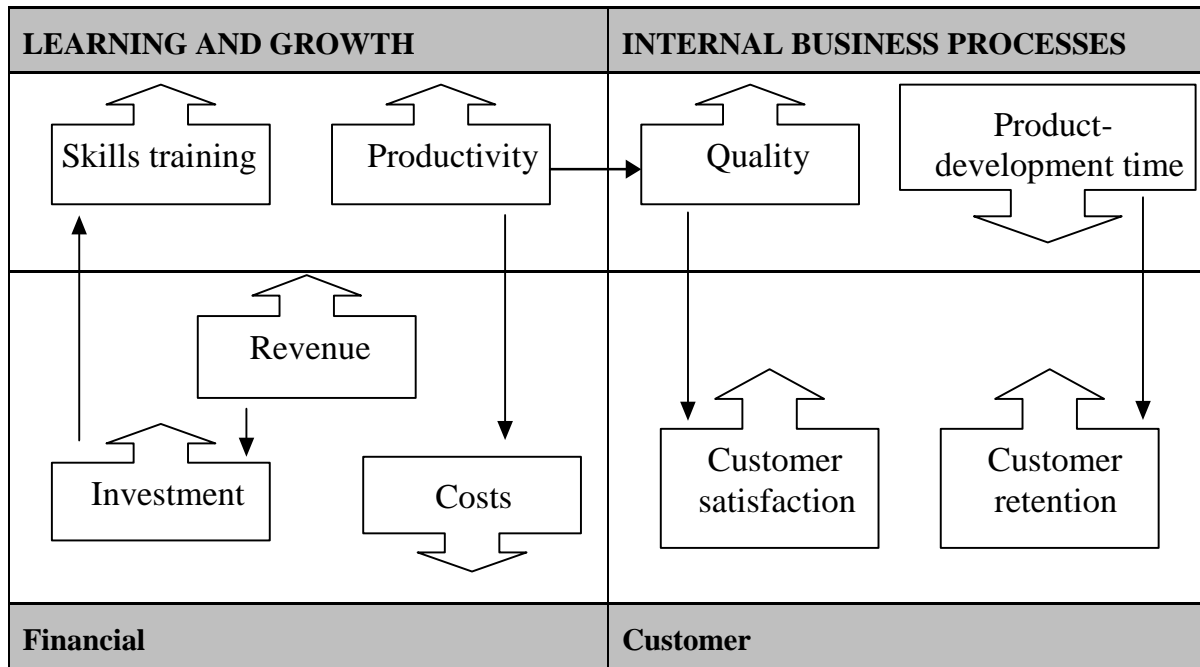 LEARNING AND GROWTH
INTERNAL BUSINESS PROCESSES
Skills training
Productivity
Quality
Product-
development time
Revenue
Investment
Costs
Customer
satisfaction
Customer
retention
Financial
Customer